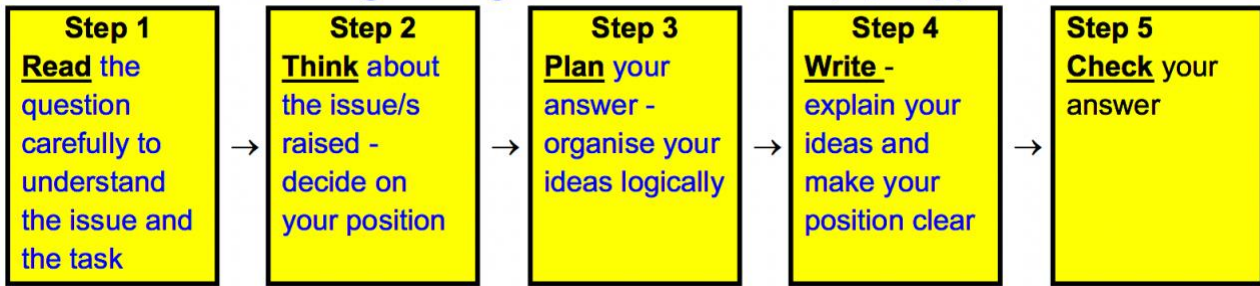 Step 1
Read the
question
carefully to
understand
the issue and
the task
→
Step 2
Think about
the issue/s
raised -
decide on
your position
→
Step 3
Plan your
answer -
organise your
ideas logically
→
Step 4
Write -
explain your
ideas and
make your
position clear
→
Step 5
Check your
answer